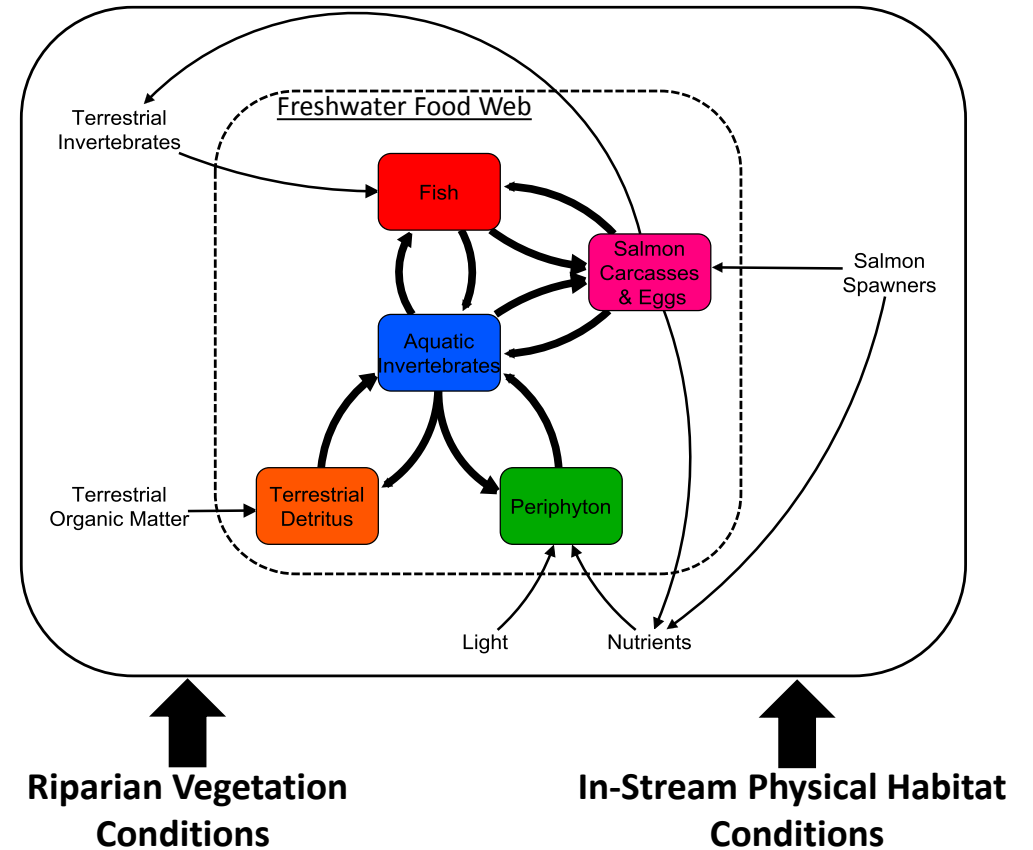 Freshwater Food Web
Terrestrial
Invertebrates
Fish
Salmon
Carcasses
& Eggs
Salmon
Spawners
Aquatic
Invertebrates
Terrestrial
Organic Matter
Terrestrial
Detritus
Periphyton
Light
Nutrients
Riparian Vegetation
Conditions
In-Stream Physical Habitat
Conditions